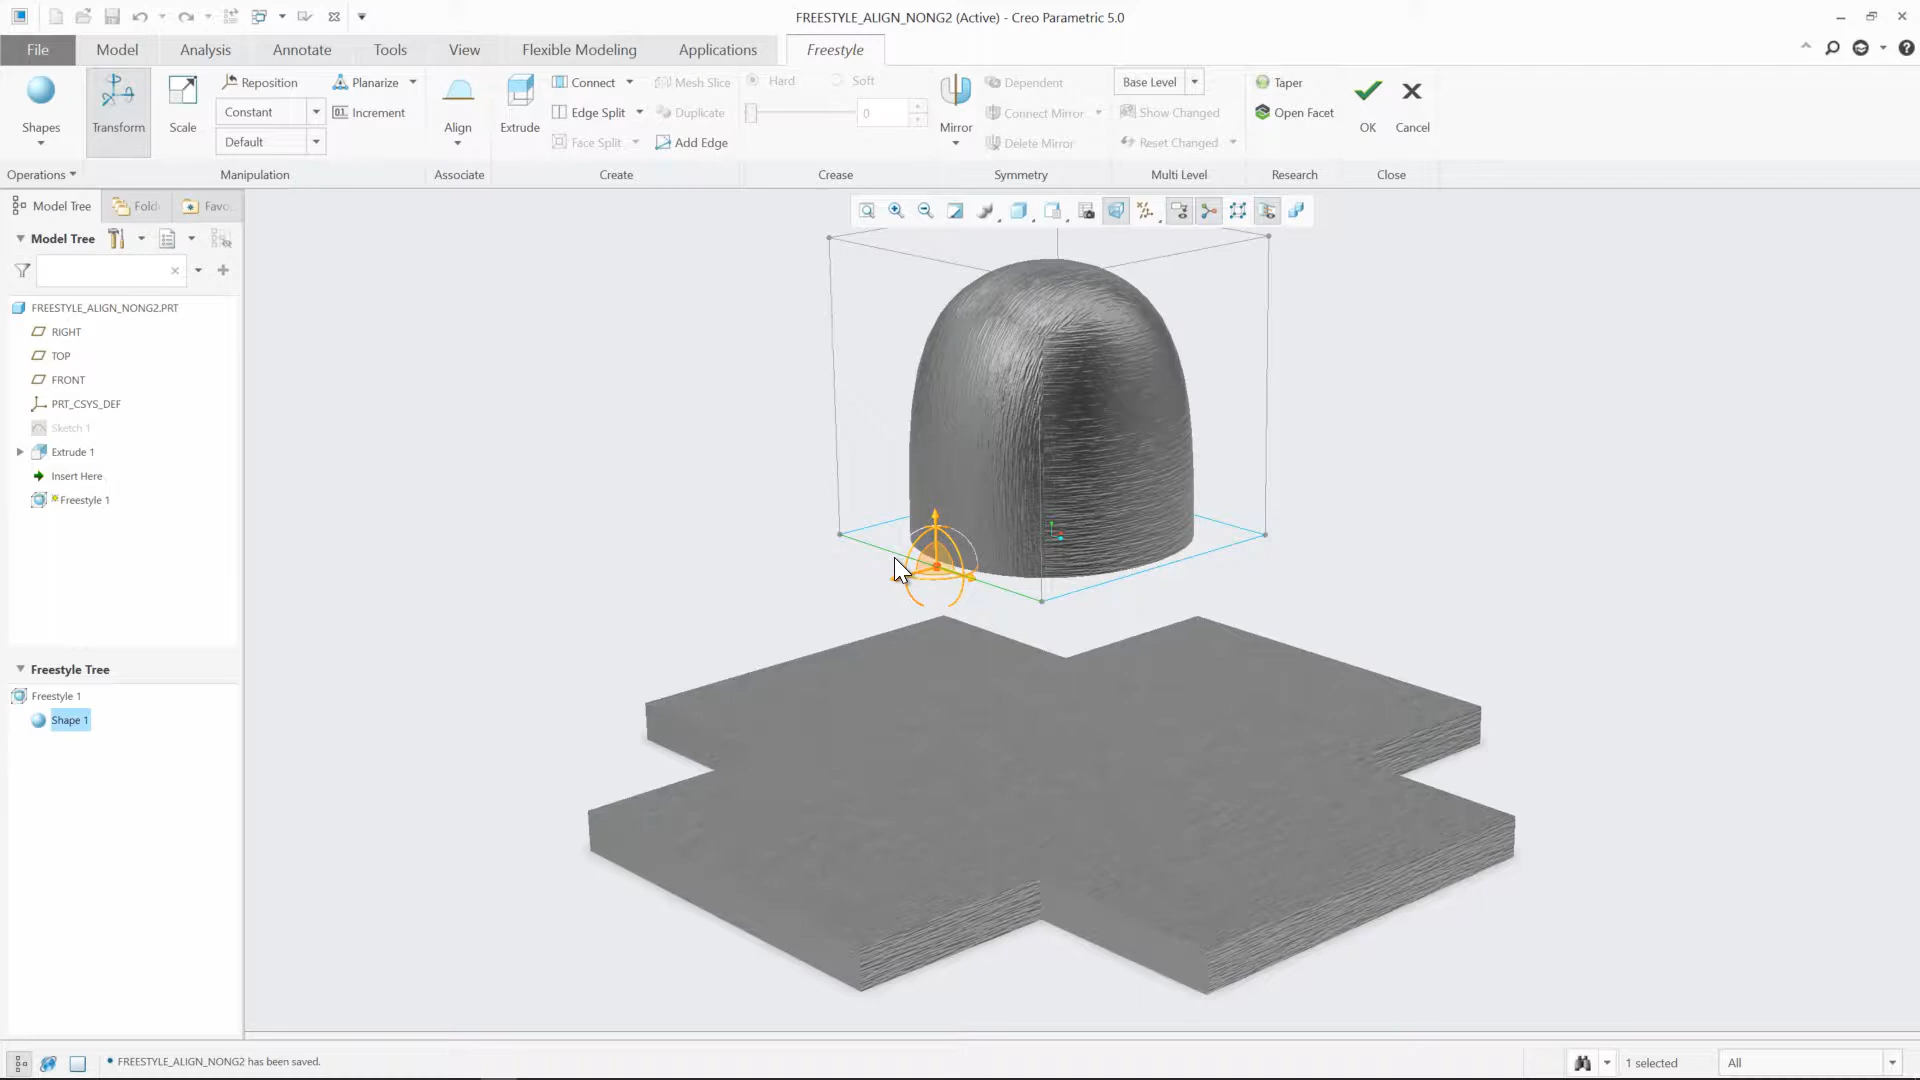 FREESTYLE_ALIGN_NONG2 (Active) - Creo Parametric 5.0
File
Model
Analysis
Annotate
Tools
View
Flexible Modeling
Applications
Freestyle
Shapes
Transform
Scale
Reposition
Constant
Default
Planarize
Increment
Align
Extrude
Connect
Edge Split
Face Split
Mesh Slice
Duplicate
Add Edge
Hard
Soft
0
Mirror
Dependent
Connect Mirror
Delete Mirror
Base Level
Show Changed
Reset Changed
Taper
Open Facet
OK
Cancel
Operations
Manipulation
Associate
Create
Crease
Symmetry
Multi Level
Research
Close
Model Tree
Fold
Favo
Model Tree
FREESTYLE_ALIGN_NONG2.PRT
RIGHT
TOP
FRONT
PRT_CSYS_DEF
Sketch 1
Extrude 1
Insert Here
Freestyle 1
Freestyle Tree
Freestyle 1
Shape 1
FREESTYLE_ALIGN_NONG2 has been saved.
1 selected
All